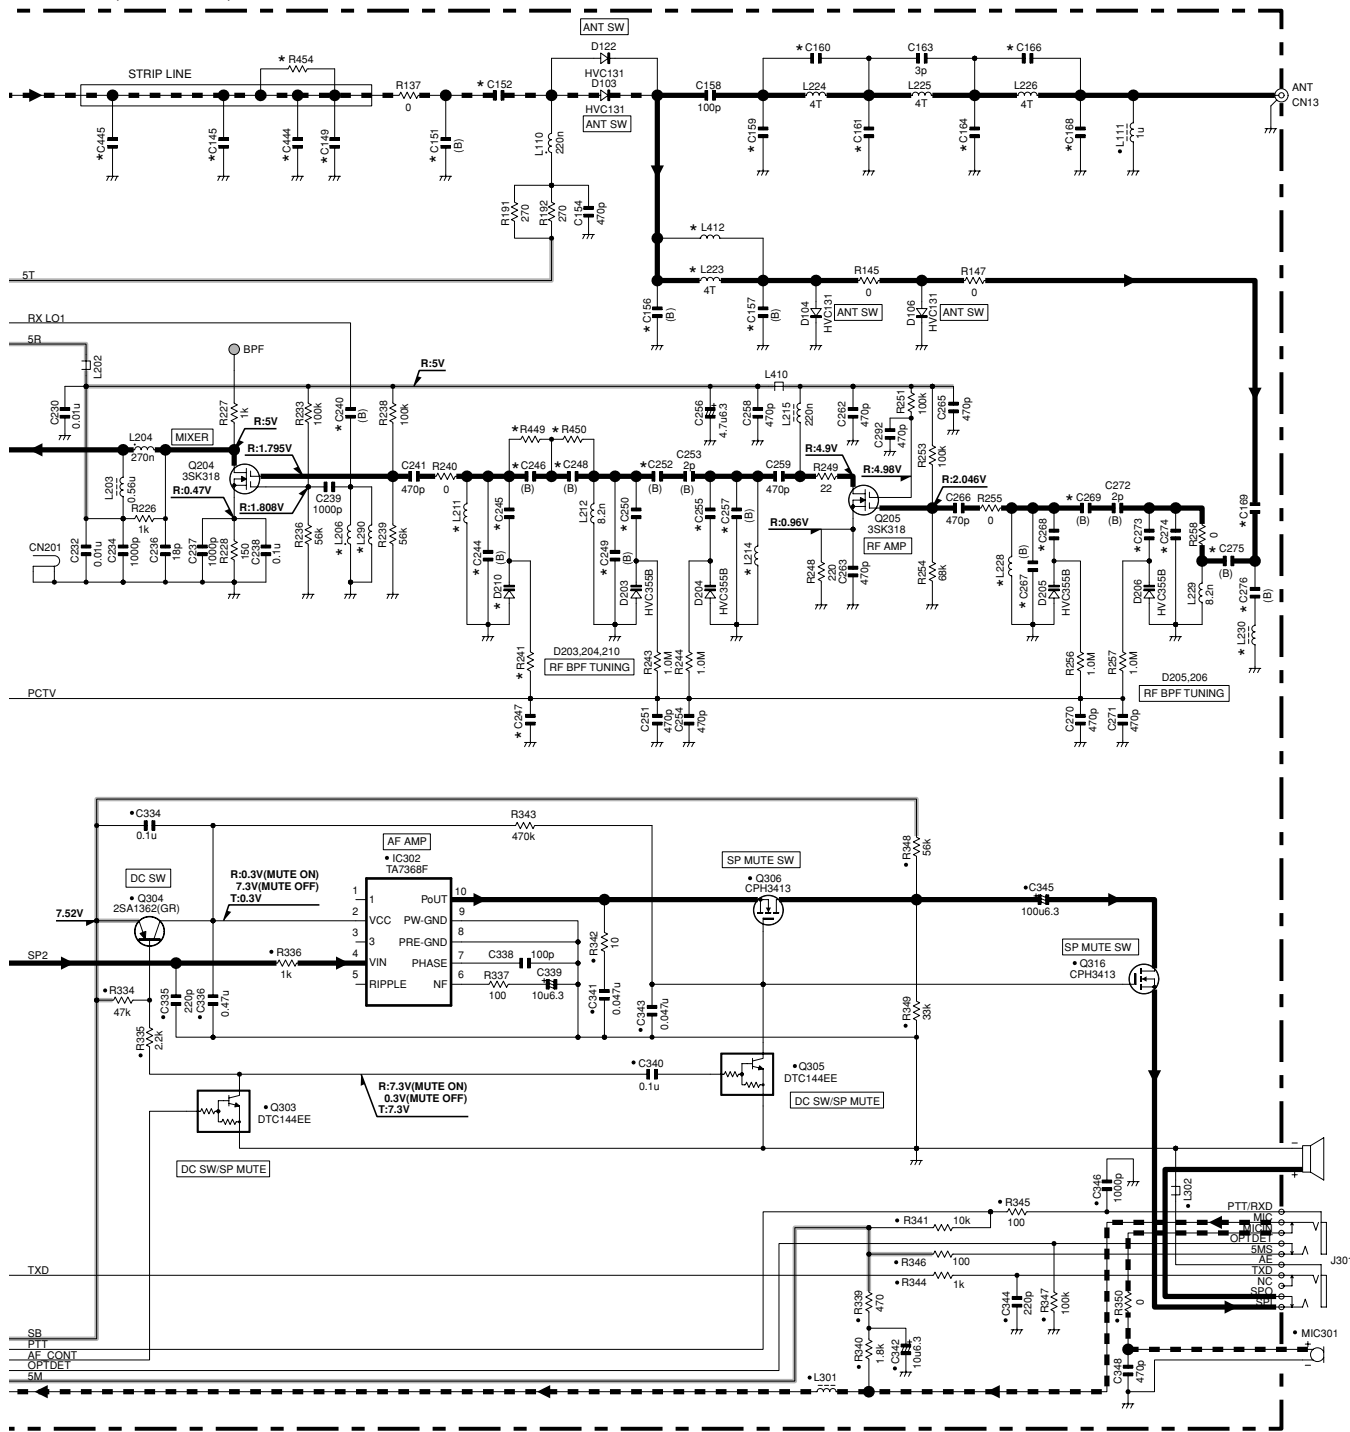 ANT SW
D122
HVC131
D103
HVC131
ANT SW
STRIP LINE
* R454
R137
0
* C152
* C445
* C145
* C444
* C149
* C151
(B)
L110
220n
R191
270
R192
270
C154
470p
C158
100p
* C160
C163
3p
* C166
L224
4T
L225
4T
L226
4T
* C159
* C161
* C164
* C168
• L111
1u
ANT
CN13
5T
* L412
* L223
4T
* C156
(B)
* C157
(B)
D104
HVC131
ANT SW
R145
0
D106
HVC131
ANT SW
R147
0
RX LO1
5R
L202
BPF
R:5V
C230
0.01u
R227
1k
R:5V
R233
100k
* C240
(B)
R238
100k
MIXER
L204
270n
Q204
3SK318
R:1.795V
R:0.47V
R:1.808V
L203
0.56u
R226
1k
CN201
C232
0.01u
C234
1000p
C236
18p
C237
1000p
R228
150
C238
0.1u
C239
1000p
R236
56k
* L206
* L290
R239
56k
C241
470p
R240
0
* L211
* C244
* C245
(B)
* D210
* R449
* R450
* C246
(B)
* C248
(B)
L212
8.2n
* C249
(B)
* C250
D203
HVC355B
* C252
(B)
C253
2p
* C255
* C257
(B)
D204
HVC355B
* L214
C256
4.7u6.3
C258
470p
L410
L215
220n
C259
470p
R249
22
C262
470p
C292
470p
R251
100k
R253
100k
C265
470p
R:4.9V
R:4.98V
R:2.046V
R:0.96V
Q205
3SK318
RF AMP
R248
220
C263
470p
R254
68k
C266
470p
R255
0
* L228
* C267
(B)
* C268
D205
HVC355B
* C269
(B)
C272
2p
* C273
* C274
D206
HVC355B
R258
0
L229
8.2n
* C275
(B)
* C169
* C276
(B)
* L230
* R241
* C247
D203,204,210
RF BPF TUNING
R243
1.0M
R244
1.0M
C251
470p
C254
470p
R256
1.0M
R257
1.0M
C270
470p
C271
470p
D205,206
RF BPF TUNING
PCTV
• C334
0.1u
R343
470k
AF AMP
• IC302
TA7368F
DC SW
• Q304
2SA1362(GR)
7.52V
R:0.3V(MUTE ON)
7.3V(MUTE OFF)
T:0.3V
1
2
3
4
5
1
VCC
3
VIN
RIPPLE
PoUT
PW-GND
PRE-GND
PHASE
NF
10
9
8
7
6
SP2
• R336
1k
• R334
47k
• R335
2.2k
• C335
220p
• C336
0.47u
C338
100p
R337
100
C339
10u6.3
• R342
10
• C341
0.047u
• C343
0.047u
SP MUTE SW
• Q306
CPH3413
• R348
56k
• R349
33k
• C345
100u6.3
SP MUTE SW
• Q316
CPH3413
• C340
0.1u
• Q305
DTC144EE
DC SW/SP MUTE
R:7.3V(MUTE ON)
0.3V(MUTE OFF)
T:7.3V
• Q303
DTC144EE
DC SW/SP MUTE
−
+
• C346
1000p
L302
•
• R341
10k
• R345
100
• R346
100
• R344
1k
PTT/RXD
MIC
MICIN
OPTDET
5MS
AE
TXD
NC
SPO
SPI
J301
TXD
• R339
470
• R340
1.8k
• C342
10u6.3
• C344
220p
• R347
100k
• R350
0
• MIC301
+
−
C348
470p
• L301
SB
PTT
AF CONT
OPTDET
5M